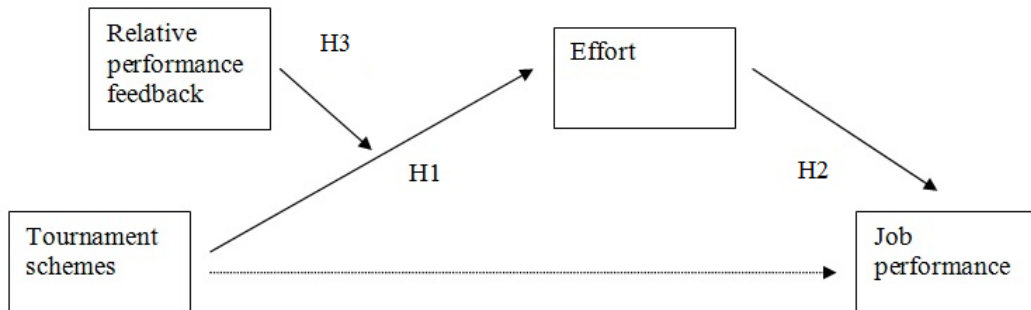 Relative
performance
feedback
H3
Effort
H1
H2
Tournament
schemes
Job
performance